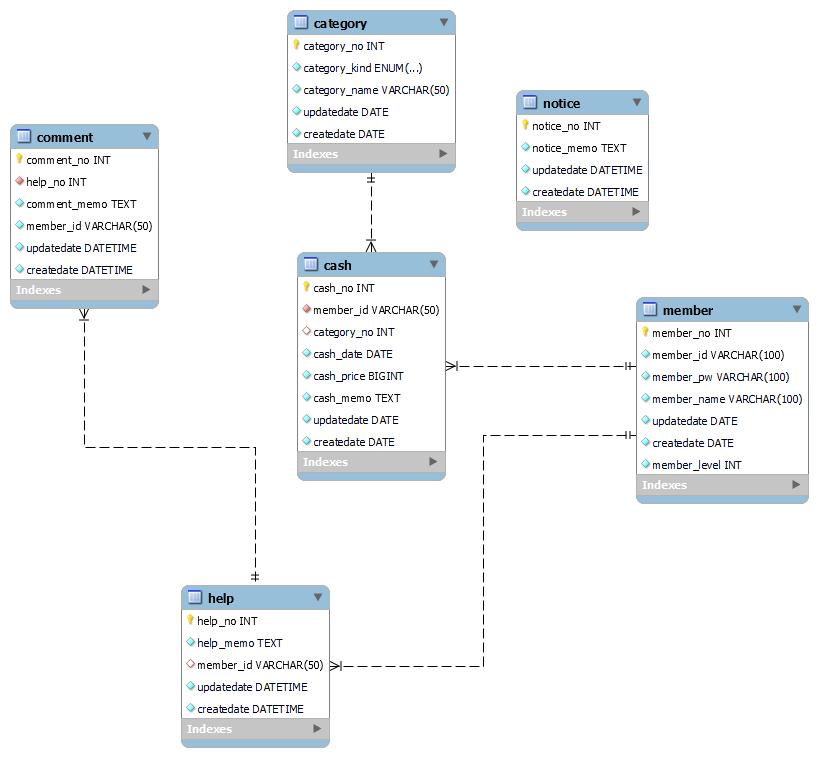 category
category_no INT
category_kind ENUM(...)
category_name VARCHAR(50)
updatedate DATE
createdate DATE
Indexes
notice
notice_no INT
notice_memo TEXT
updatedate DATETIME
createdate DATETIME
Indexes
comment
comment_no INT
help_no INT
comment_memo TEXT
member_id VARCHAR(50)
updatedate DATETIME
createdate DATETIME
Indexes
cash
cash_no INT
member_id VARCHAR(50)
category_no INT
cash_date DATE
cash_price BIGINT
cash_memo TEXT
updatedate DATE
createdate DATE
Indexes
member
member_no INT
member_id VARCHAR(100)
member_pw VARCHAR(100)
member_name VARCHAR(100)
updatedate DATE
createdate DATE
member_level INT
Indexes
help
help_no INT
help_memo TEXT
member_id VARCHAR(50)
updatedate DATETIME
createdate DATETIME
Indexes